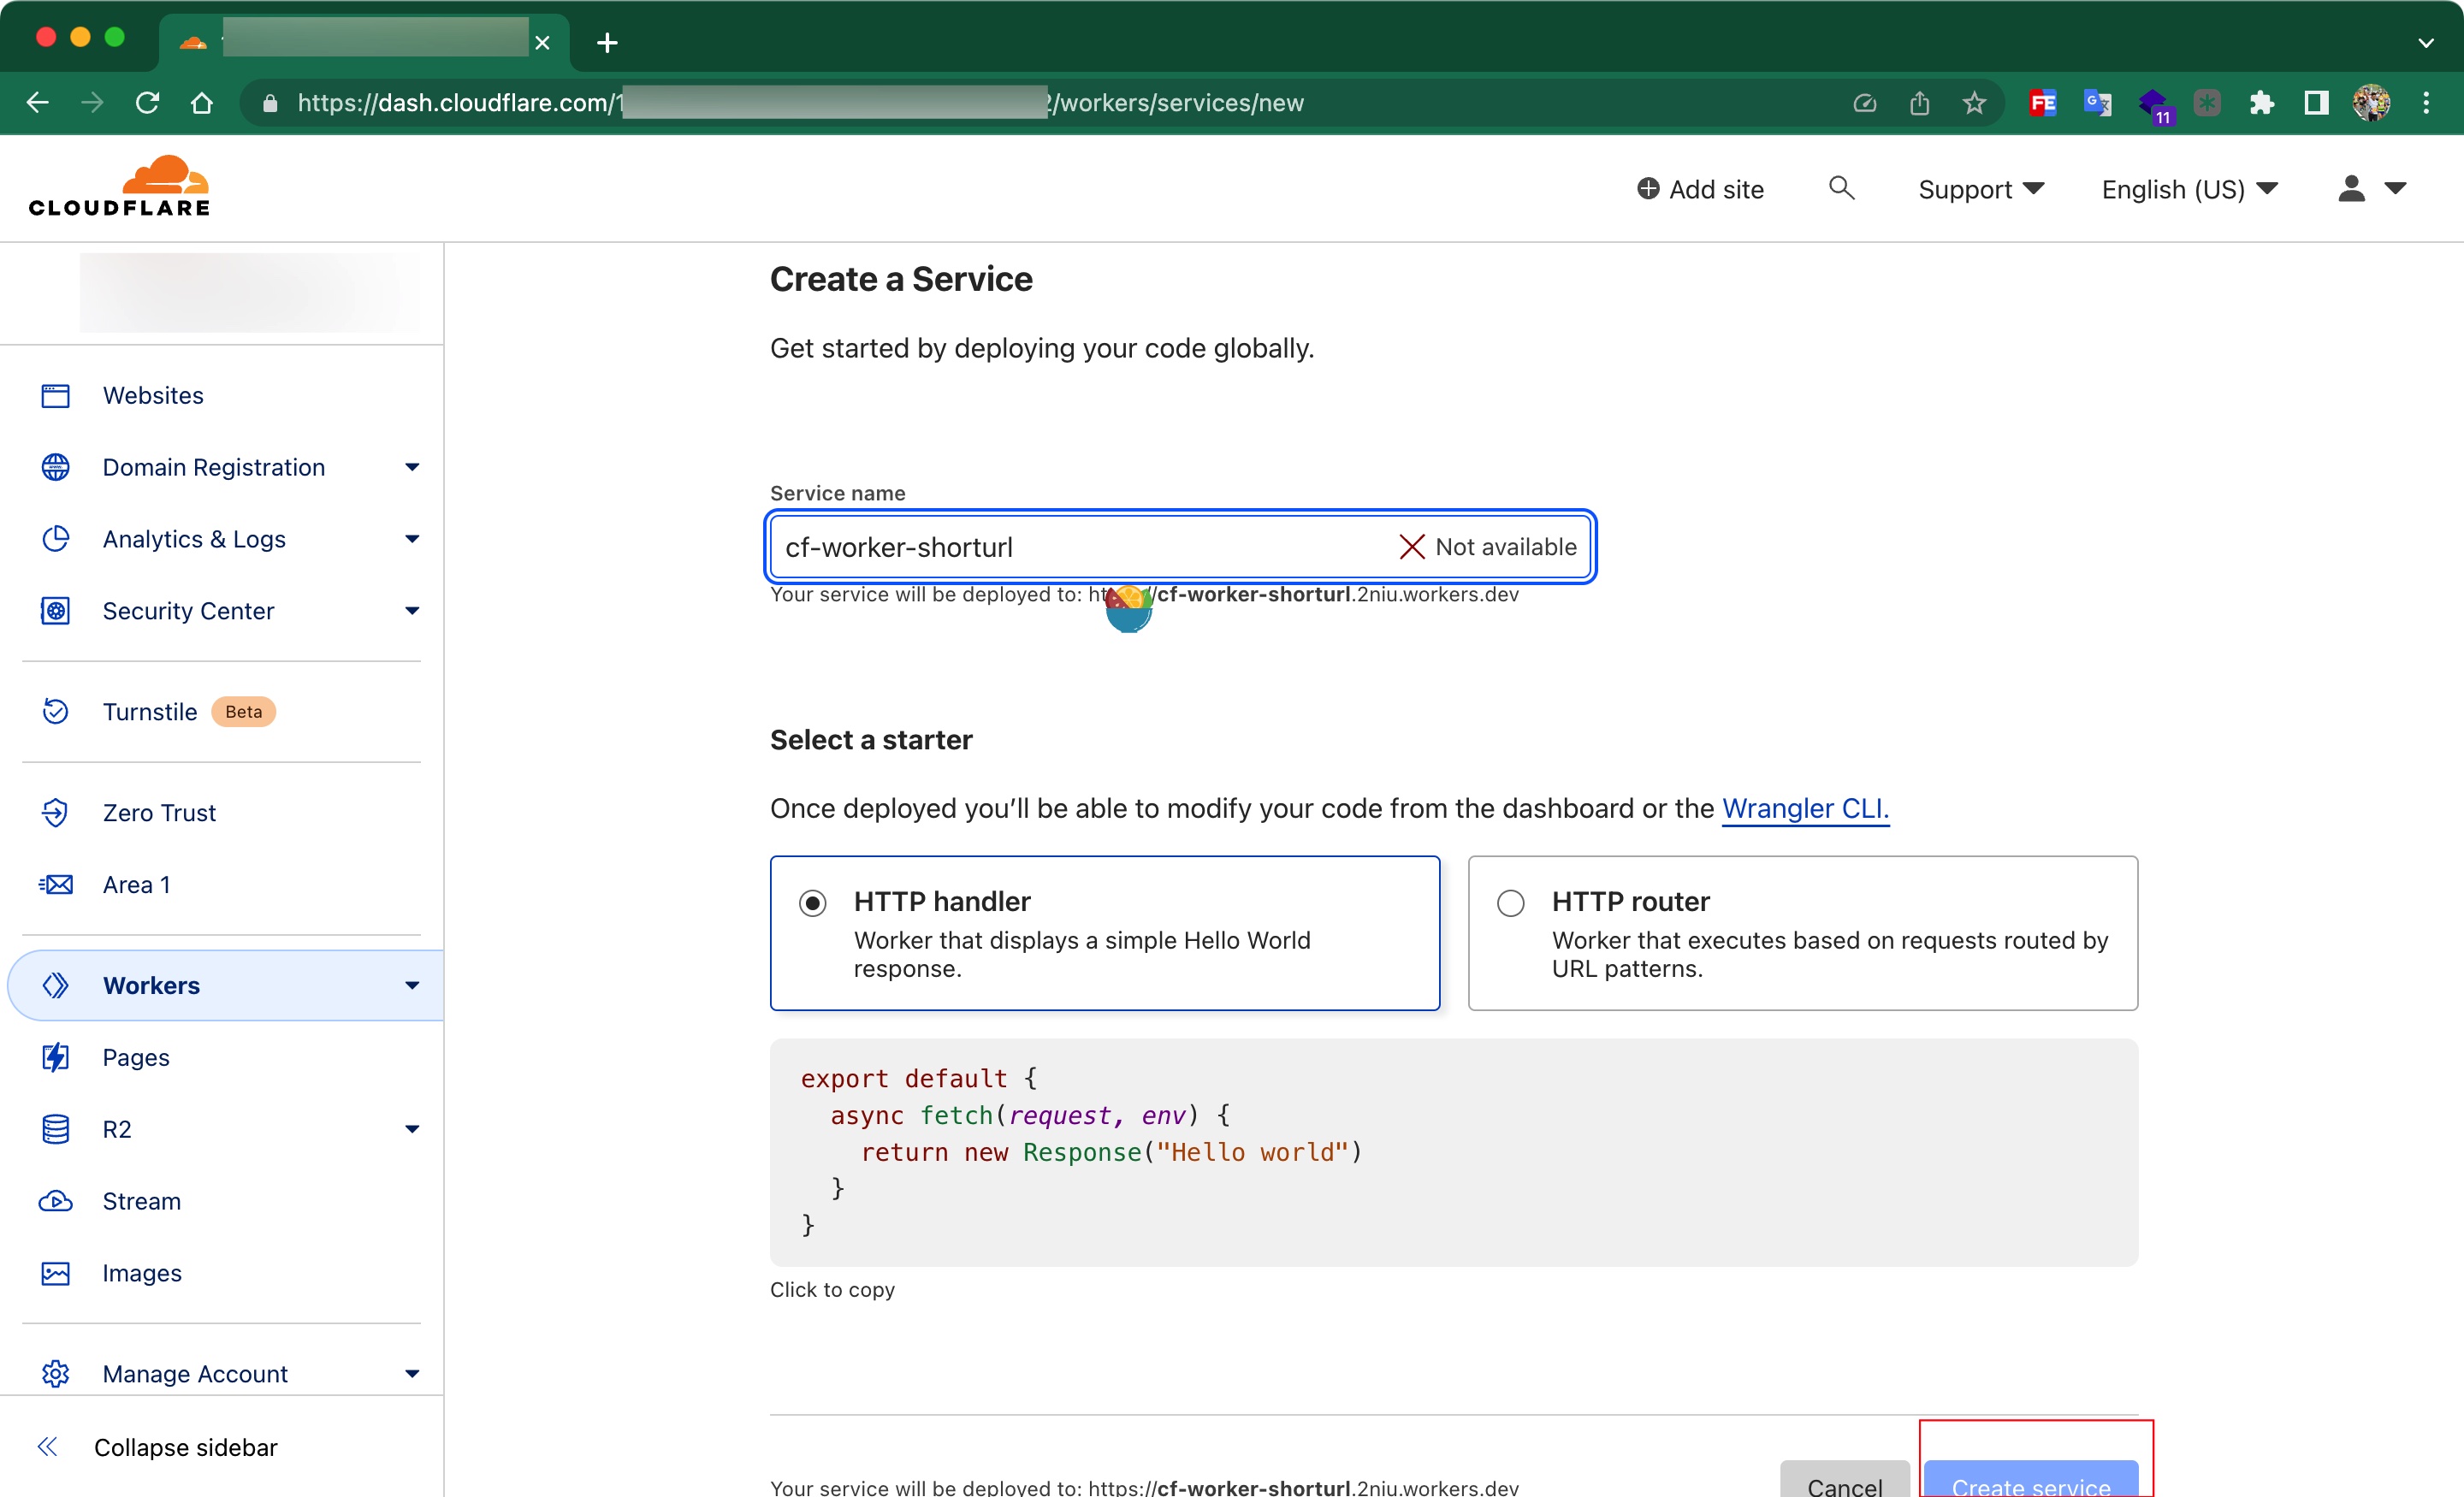 https://dash.cloudflare.com/1 /workers/services/new
11
CLOUDFLARE
Add site
Support
English (US)
Create a Service
Get started by deploying your code globally.
Websites
Domain Registration
Analytics & Logs
Security Center
Turnstile Beta
Zero Trust
Area 1
Workers
Pages
R2
Stream
Images
Manage Account
Collapse sidebar
Service name
cf-worker-shorturl
Not available
Your service will be deployed to: ht /cf-worker-shorturl.2niu.workers.dev
Select a starter
Once deployed you’ll be able to modify your code from the dashboard or the Wrangler CLI.
HTTP handler
Worker that displays a simple Hello World
response.
HTTP router
Worker that executes based on requests routed by
URL patterns.
export default {
async fetch(request, env) {
return new Response("Hello world")
}
}
Click to copy
Your service will be deployed to: https://cf-worker-shorturl.2niu.workers.dev
Cancel
Create service